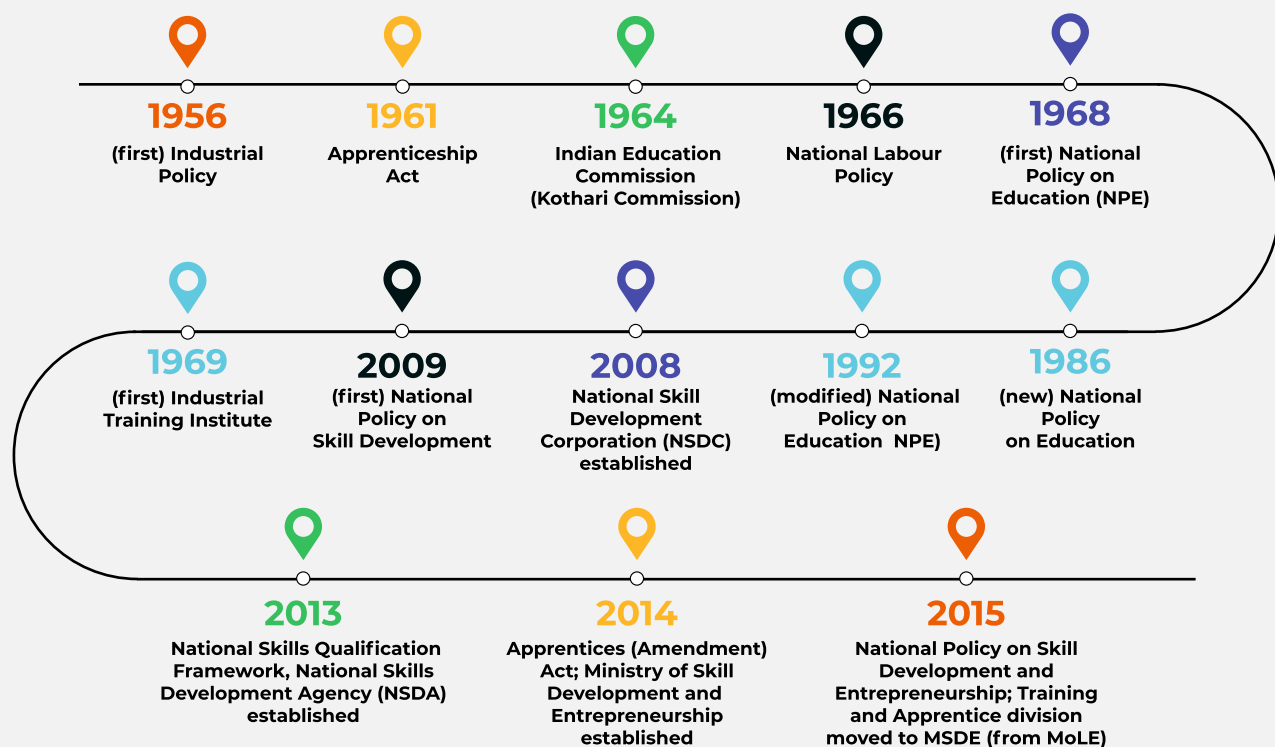 1956
(first) Industrial
Policy
1961
Apprenticeship
Act
1964
Indian Education
Commission
(Kothari Commission)
1966
National Labour
Policy
1968
(first) National
Policy on
Education (NPE)
1969
(first) Industrial
Training Institute
2009
(first) National
Policy on
Skill Development
2008
National Skill
Development
Corporation (NSDC)
established
1992
(modified) National
Policy on
Education NPE)
1986
(new) National
Policy
on Education
2013
National Skills Qualification
Framework, National Skills
Development Agency (NSDA)
established
2014
Apprentices (Amendment)
Act; Ministry of Skill
Development and
Entrepreneurship
established
2015
National Policy on Skill
Development and
Entrepreneurship; Training
and Apprentice division
moved to MSDE (from MoLE)